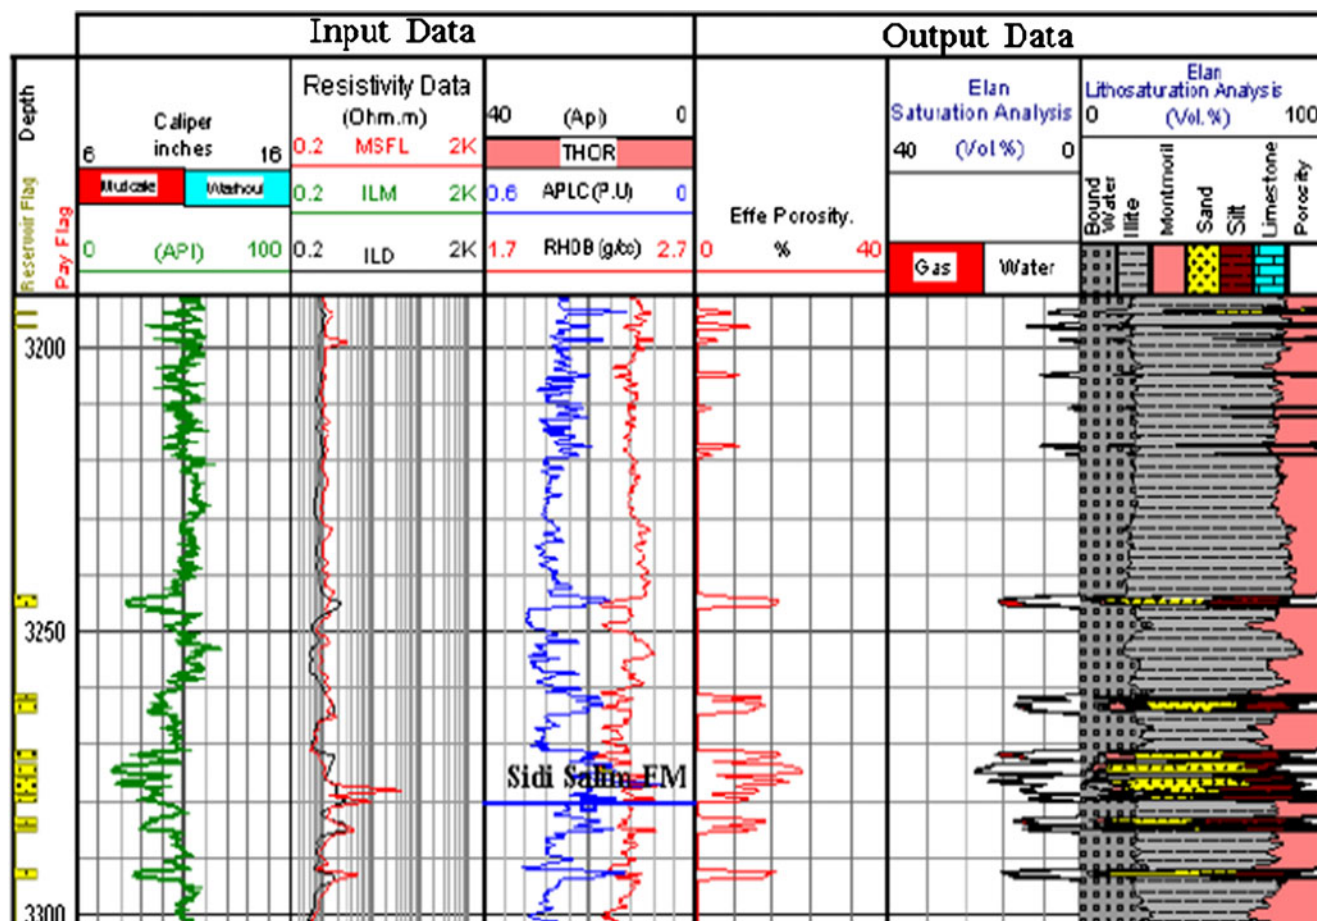 Input Data
Output Data
Depth
Reservoir Flag
Pay Flag
Caliper
inches
6 16
Mudcake Washout
0 (API) 100
Resistivity Data
(Ohm.m)
0.2 MSFL 2K
0.2 ILM 2K
0.2 ILD 2K
40 (Api) 0
THOR
0.6 APLC (P.U) 0
1.7 RHOB (g/cc) 2.7
Effe Porosity.
0 % 40
Elan
Saturation Analysis
40 (Vol %) 0
Gas Water
Elan
Lithosaturation Analysis
0 (Vol. %) 100
Bound
Water
Illite
Montmoril
Sand
Silt
Limestone
Porosity
3200
3250
Sidi Salim FM
3300